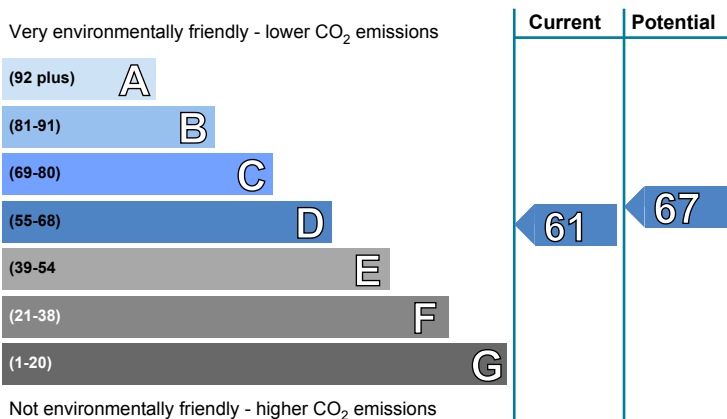 Very environmentally friendly - lower CO2 emissions
Current
Potential
(92 plus) A
(81-91) B
(69-80) C
(55-68) D
(39-54 E
(21-38) F
(1-20) G
61
67
Not environmentally friendly - higher CO2 emissions